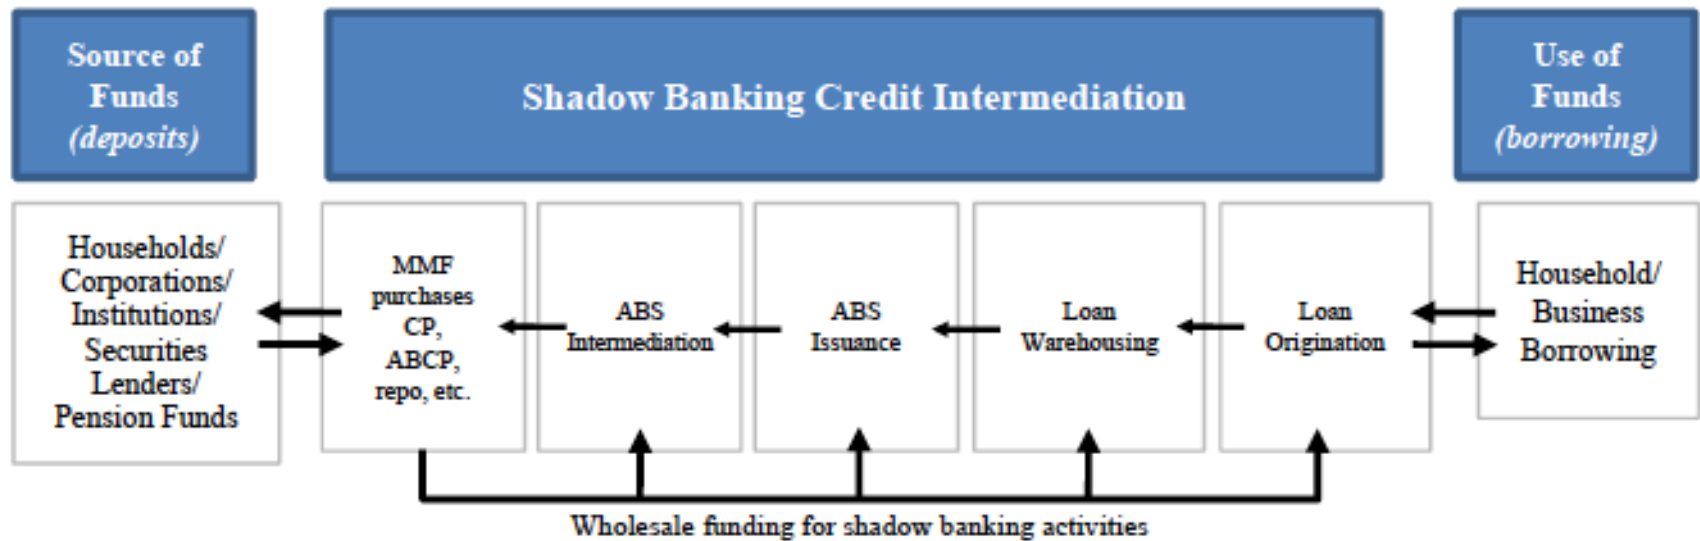 Source of
Funds
(deposits)
Shadow Banking Credit Intermediation
Use of
Funds
(borrowing)
Households/
Corporations/
Institutions/
Securities
Lenders/
Pension Funds
MMF
purchases
CP,
ABCP,
repo, etc.
ABS
Intermediation
ABS
Issuance
Loan
Warehousing
Loan
Origination
Household/
Business
Borrowing
Wholesale funding for shadow banking activities